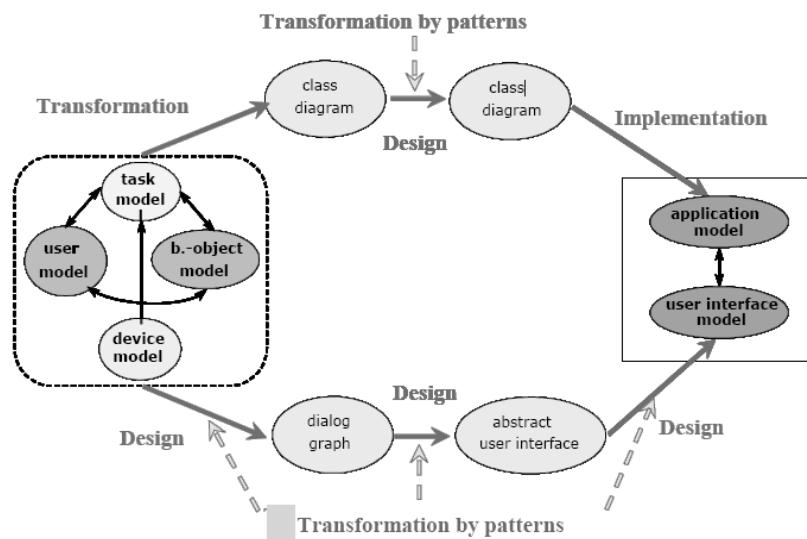 Transformation by patterns
class
diagram
class
diagram
Transformation
Design
Implementation
task
model
user
model
b.-object
model
device
model
application
model
user interface
model
Design
dialog
graph
Design
abstract
user interface
Design
Transformation by patterns